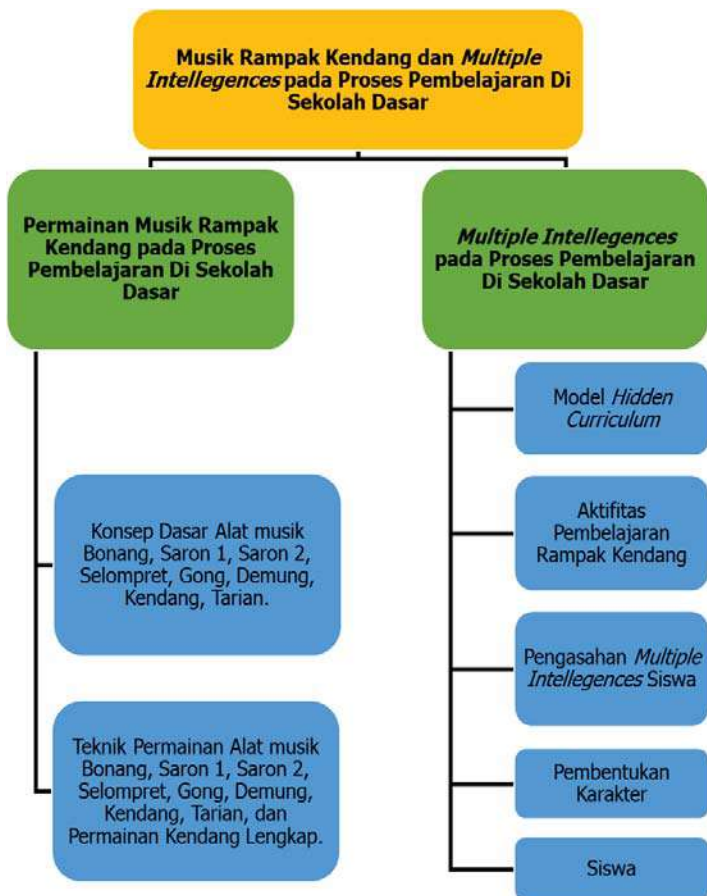 Musik Rampak Kendang dan Multiple
Intellegences pada Proses Pembelajaran Di
Sekolah Dasar
Permainan Musik Rampak
Kendang pada Proses
Pembelajaran Di Sekolah
Dasar
Konsep Dasar Alat musik
Bonang, Saron 1, Saron 2,
Selompret, Gong, Demung,
Kendang, Tarian.
Teknik Permainan Alat musik
Bonang, Saron 1, Saron 2,
Selompret, Gong, Demung,
Kendang, Tarian, dan
Permainan Kendang Lengkap.
Multiple Intellegences
pada Proses Pembelajaran
Di Sekolah Dasar
Model Hidden
Curriculum
Aktifitas
Pembelajaran
Rampak Kendang
Pengasahan Multiple
Intellegences Siswa
Pembentukan
Karakter
Siswa